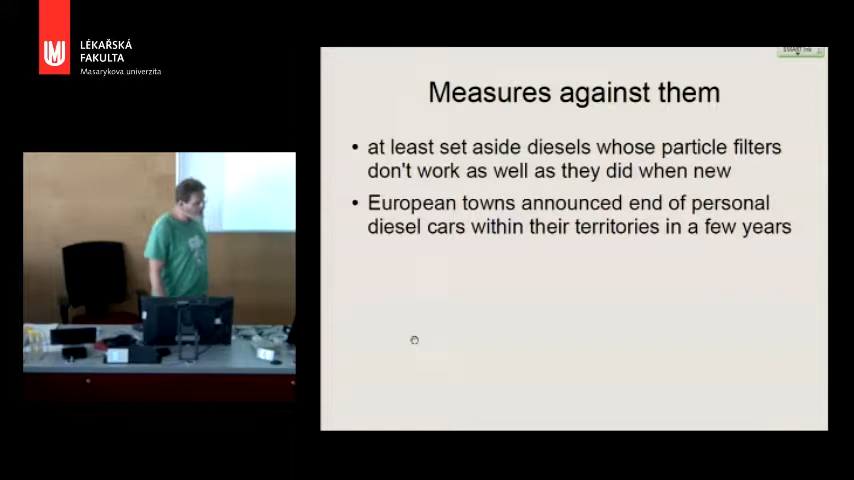 LÉKAŘSKÁ
FAKULTA
Masarykova univerzita
Measures against them
• at least set aside diesels whose particle filters
don't work as well as they did when new
• European towns announced end of personal
diesel cars within their territories in a few years